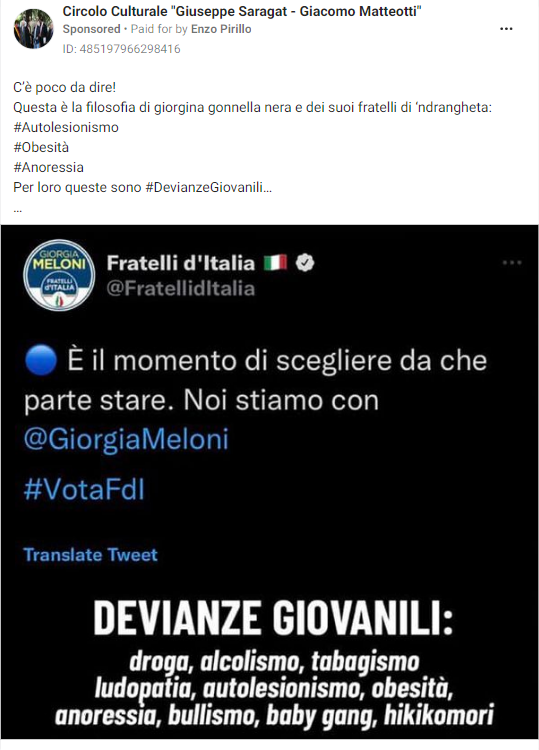 Circolo Culturale "Giuseppe Saragat - Giacomo Matteotti"
Sponsored • Paid for by Enzo Pirillo
ID: 485197966298416
C'è poco da dire!
Questa è la filosofia di giorgina gonnella nera e dei suoi fratelli di 'ndrangheta:
#Autolesionismo
#Obesità
#Anoressia
Per loro queste sono #DevianzeGiovanili...
...
GIORGIA
MELONI
FRATELLI
d'ITALIA
Fratelli d'Italia
@FratellidItalia
È il momento di scegliere da che
parte stare. Noi stiamo con
@GiorgiaMeloni
#VotaFdI
Translate Tweet
DEVIANZE GIOVANILI:
droga, alcolismo, tabagismo
ludopatia, autolesionismo, obesità,
anoressia, bullismo, baby gang, hikikomori